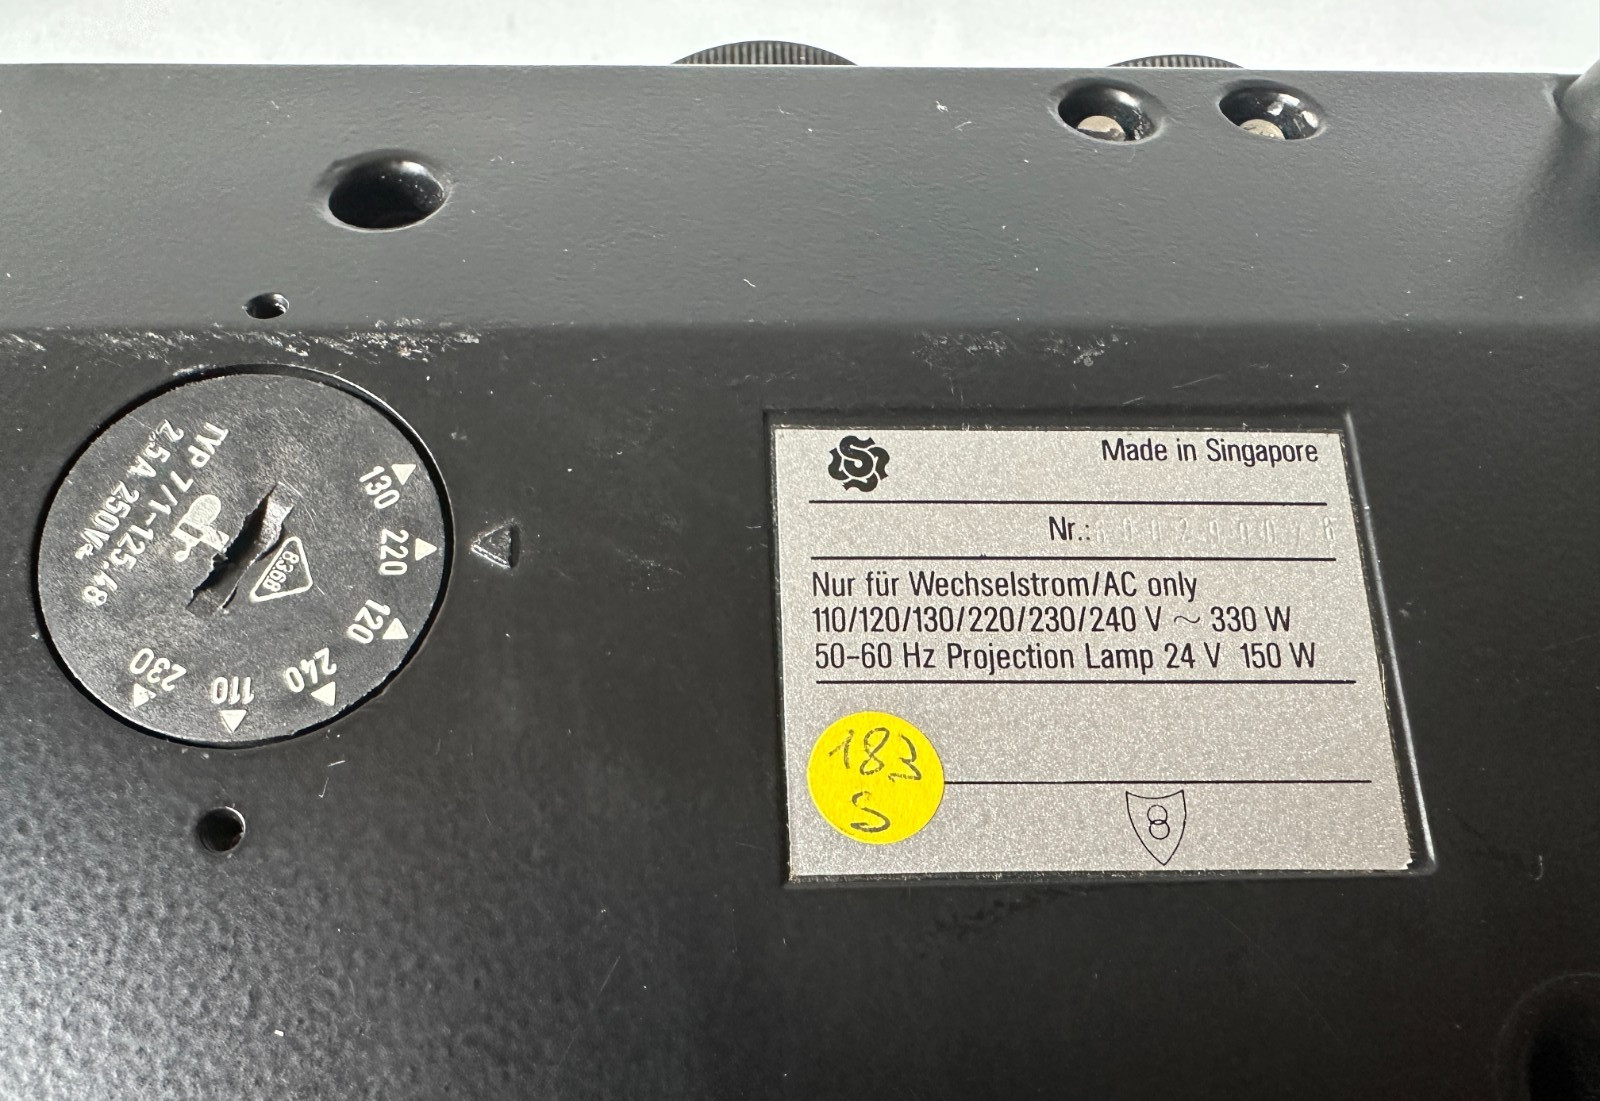 TYP 7/1-125.48
2.5A 250V~
8368
130
220
120
240
110
230
S
Made in Singapore
Nr.:
Nur für Wechselstrom/AC only
110/120/130/220/230/240 V ~ 330 W
50-60 Hz Projection Lamp 24 V 150 W
183
S
8